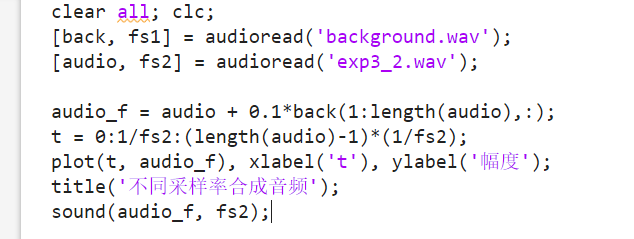 clear all; clc;
[back, fs1] = audioread('background.wav');
[audio, fs2] = audioread('exp3_2.wav');
audio_f = audio + 0.1*back(1:length(audio),:);
t = 0:1/fs2:(length(audio)-1)*(1/fs2);
plot(t, audio_f), xlabel('t'), ylabel('幅度');
title('不同采样率合成音频');
sound(audio_f, fs2);